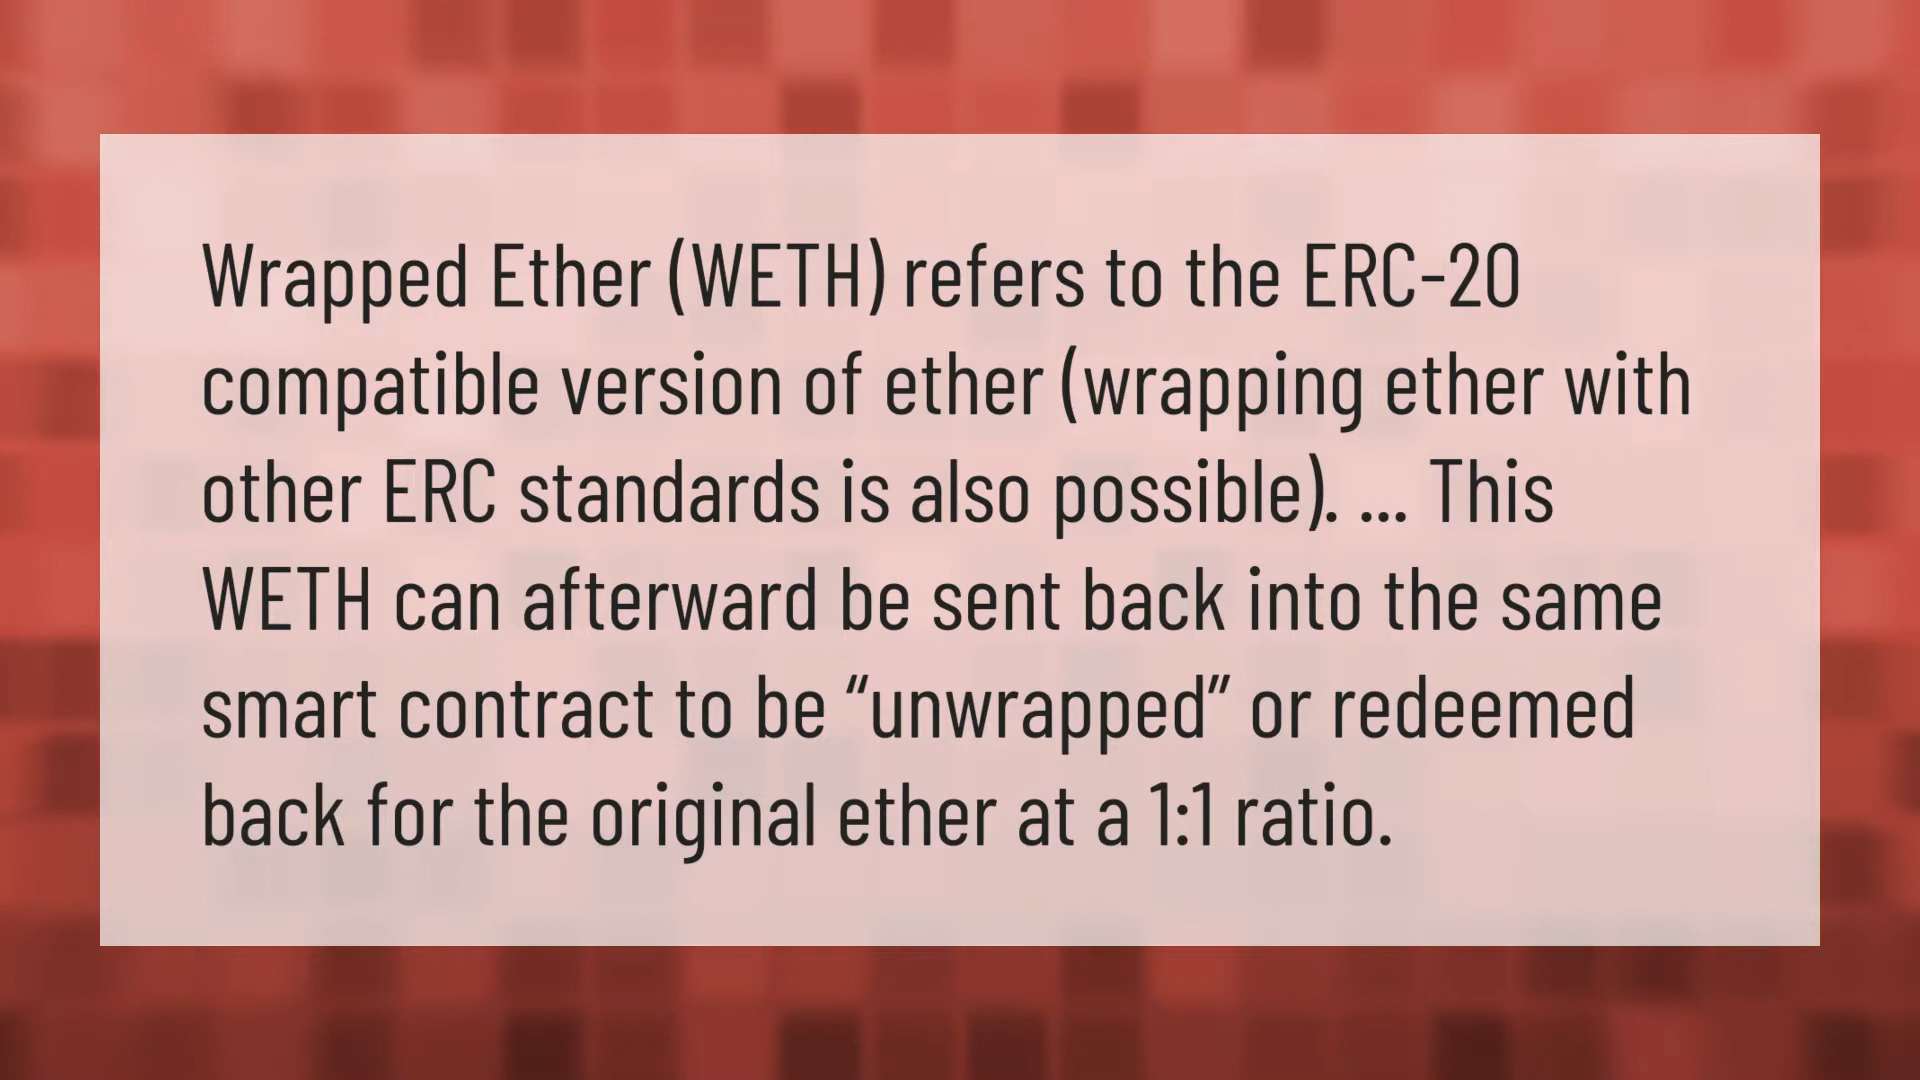 Wrapped Ether (WETH) refers to the ERC-20
compatible version of ether (wrapping ether with
other ERC standards is also possible). ... This
WETH can afterward be sent back into the same
smart contract to be “unwrapped” or redeemed
back for the original ether at a 1:1 ratio.